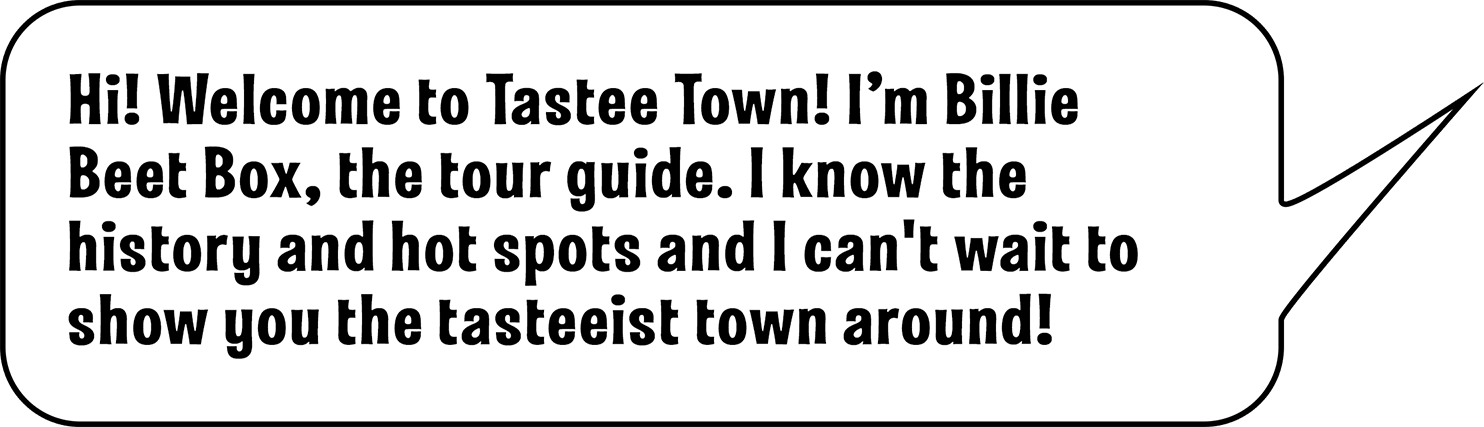 Hi! Welcome to Tastee Town! I’m Billie
Beet Box, the tour guide. I know the
history and hot spots and I can't wait to
show you the tasteeist town around!